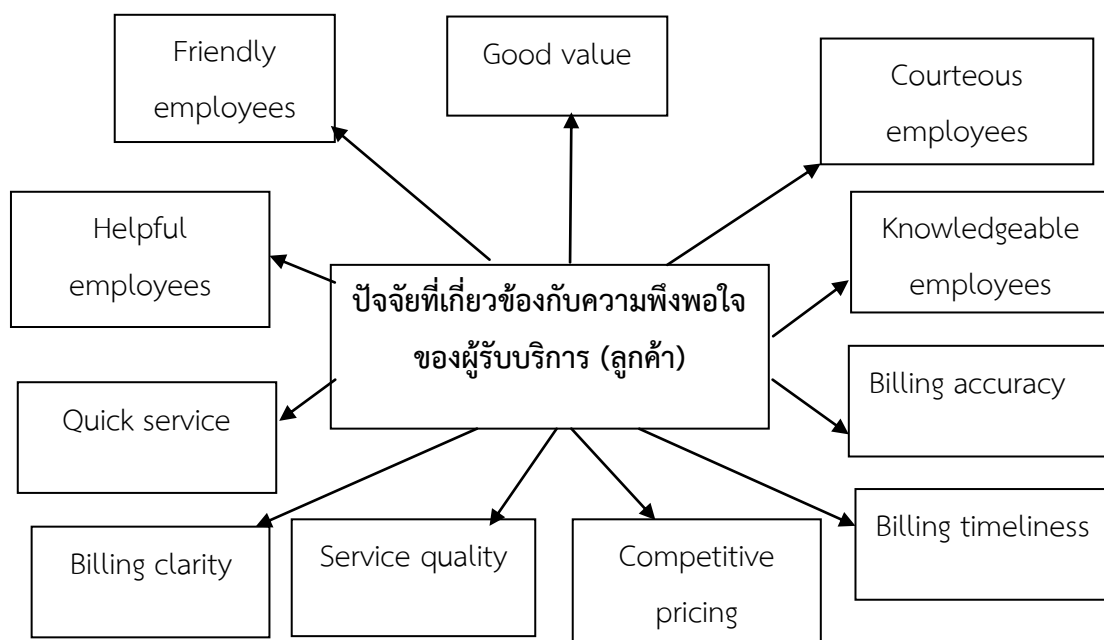 Friendly
employees
Good value
Courteous
employees
Helpful
employees
Knowledgeable
employees
ปัจจัยที่เกี่ยวข้องกับความพึงพอใจ
ของผู้รับบริการ (ลูกค้า)
Quick service
Billing accuracy
Billing clarity
Service quality
Competitive
pricing
Billing timeliness